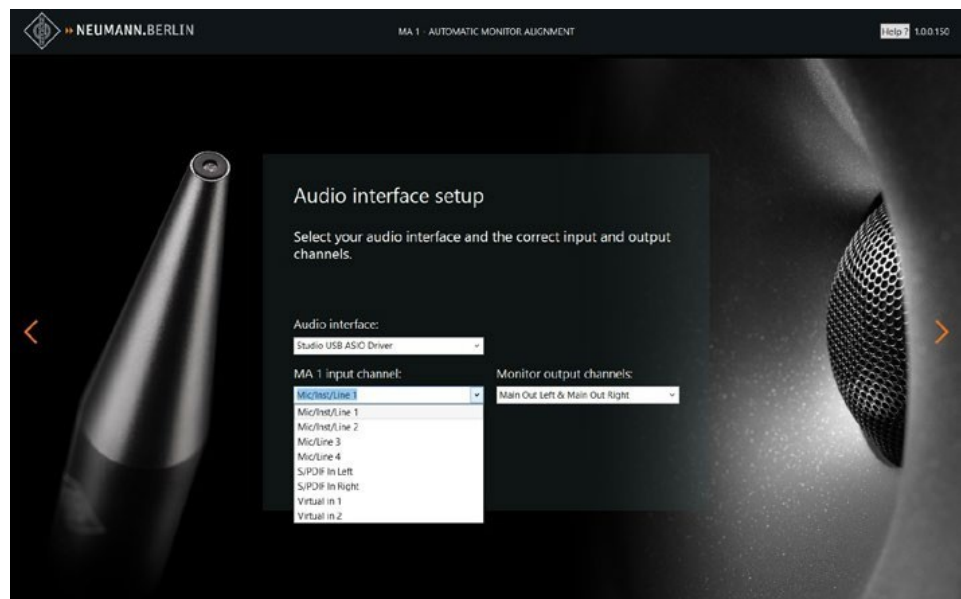 NEUMANN.BERLIN
MA 1 - AUTOMATIC MONITOR ALIGNMENT
Help ? 1.0.0.150
Audio interface setup
Select your audio interface and the correct input and output
channels.
Audio interface:
Studio USB ASIO Driver
MA 1 input channel:
Monitor output channels:
Mic/Inst/Line 1
Main Out Left & Main Out Right
Mic/Inst/Line 1
Mic/Inst/Line 2
Mic/Line 3
Mic/Line 4
S/PDIF In Left
S/PDIF In Right
Virtual in 1
Virtual in 2